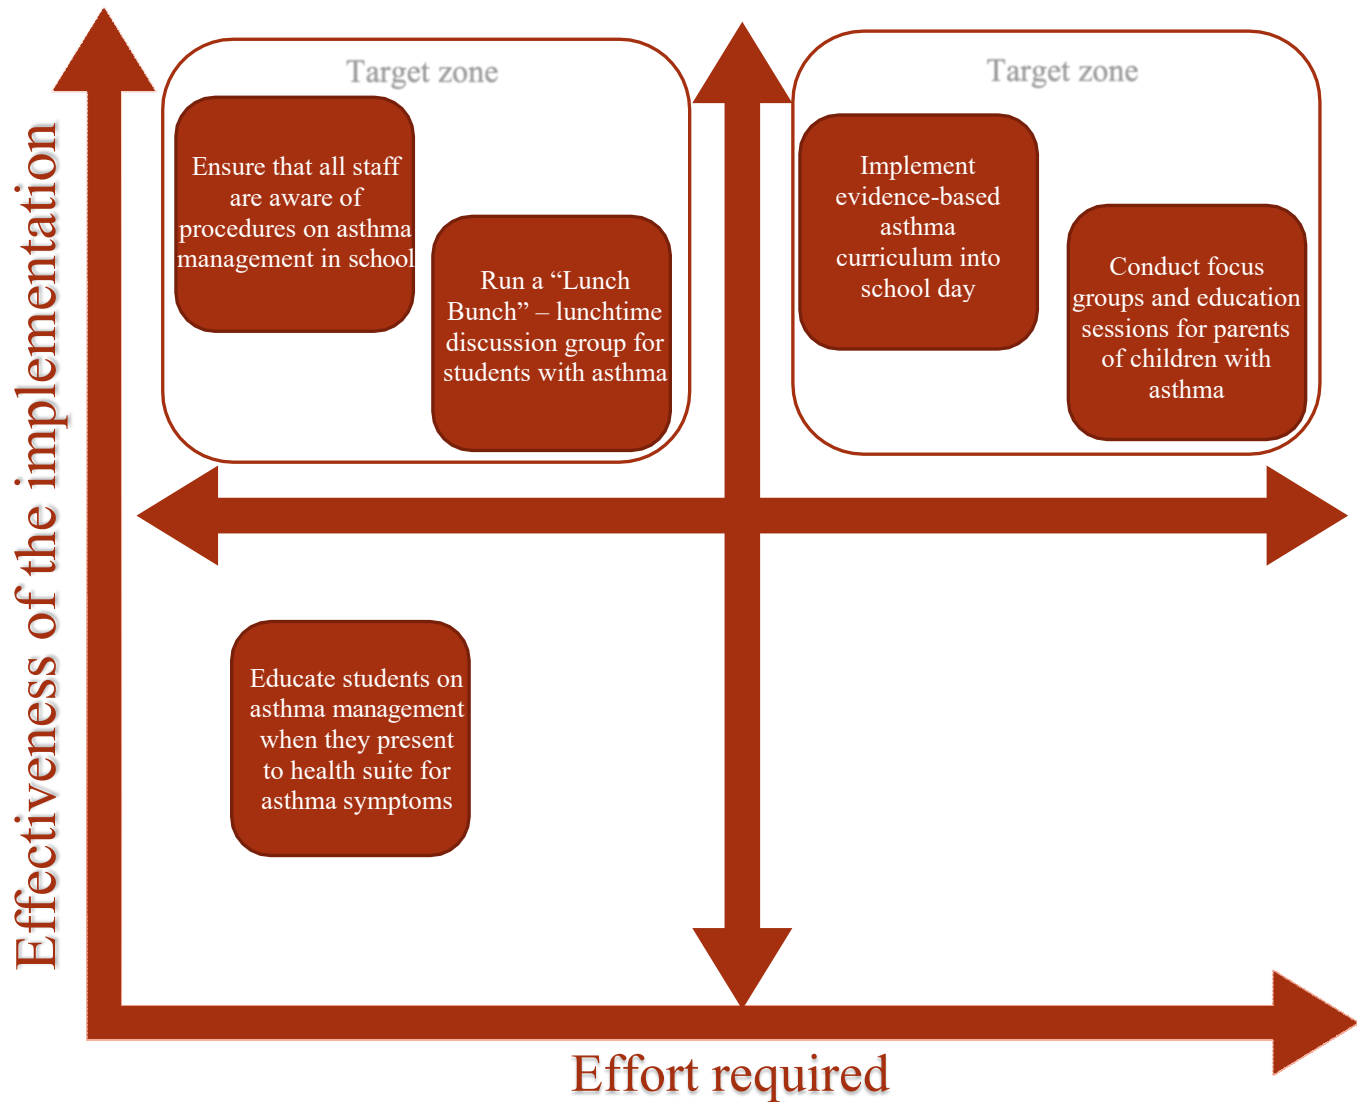 Effectiveness of the implementation
Target zone
Ensure that all staff
are aware of
procedures on asthma
management in school
Run a “Lunch
Bunch” – lunchtime
discussion group for
students with asthma
Target zone
Implement
evidence-based
asthma
curriculum into
school day
Conduct focus
groups and education
sessions for parents
of children with
asthma
Educate students on
asthma management
when they present
to health suite for
asthma symptoms
Effort required